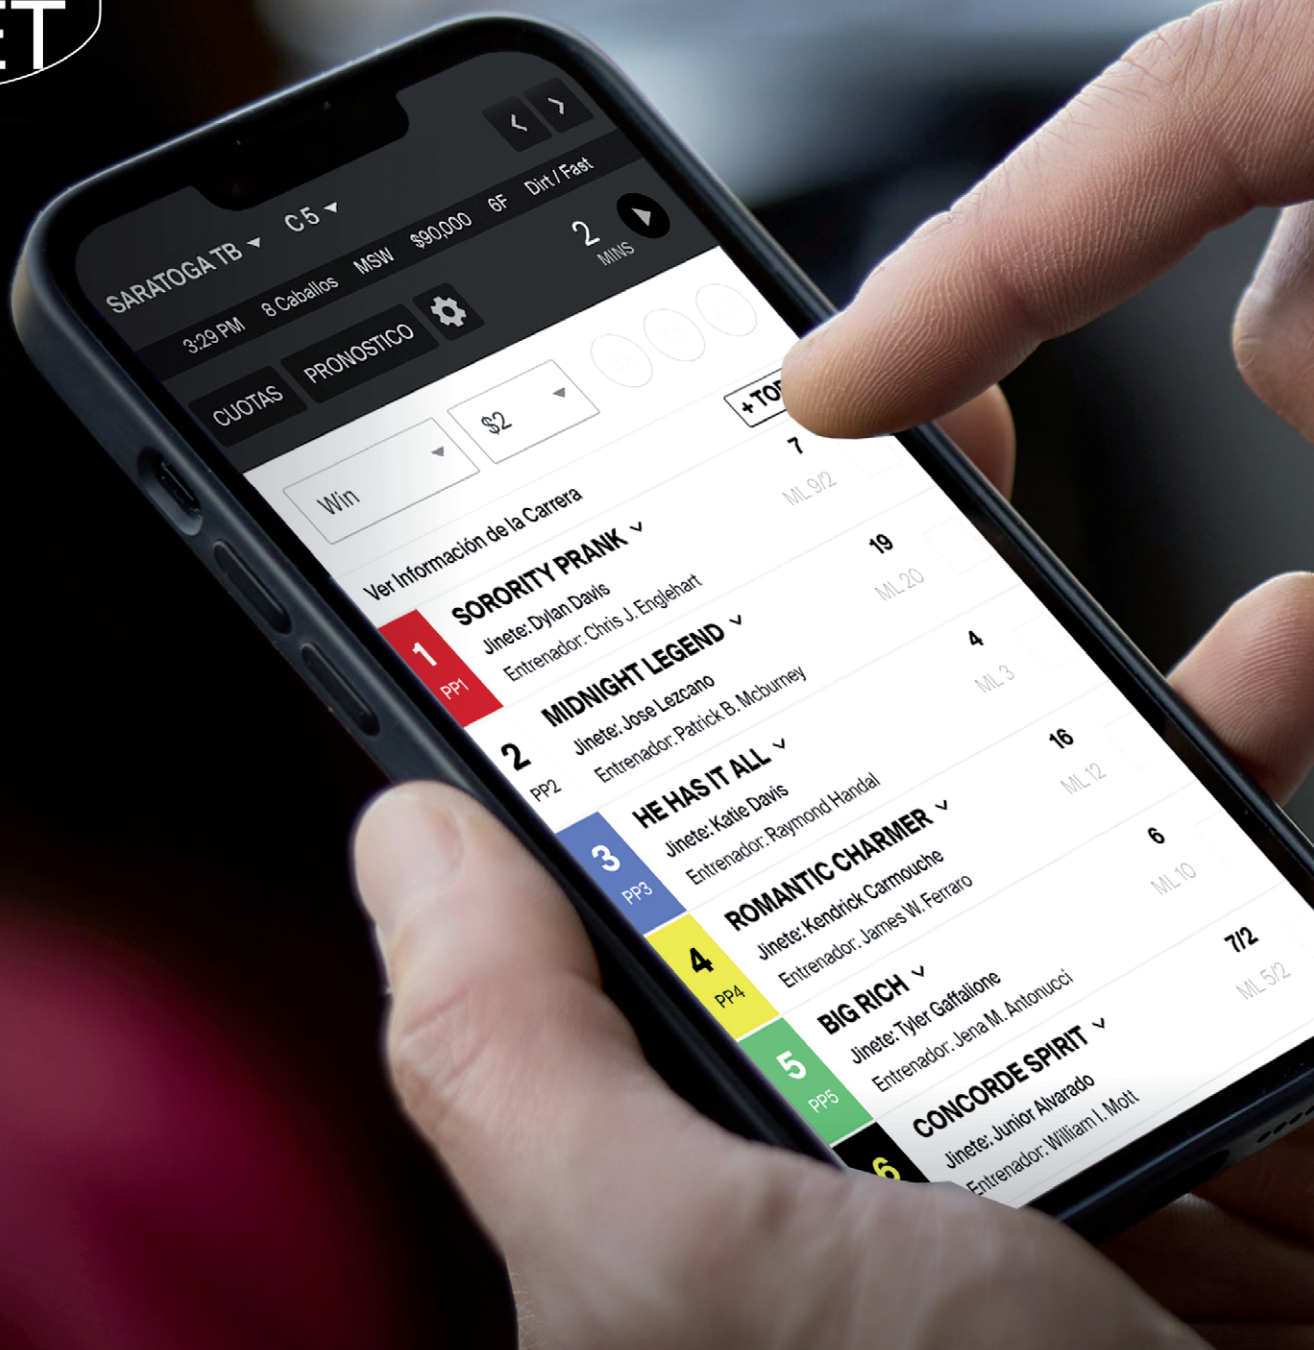 ET
SARATOGA TB C 5
3:29 PM 8 Caballos MSW $90,000 6F Dirt / Fast
CUOTAS PRONOSTICO 2 MINS
Win $2
Ver Información de la Carrera
1 PP1
SORORITY PRANK 7
Jinete: Dylan Davis ML 9/2
Entrenador: Chris J. Englehart
2 PP2
MIDNIGHT LEGEND 19
Jinete: Jose Lezcano ML 20
Entrenador: Patrick B. Mcburney
3 PP3
HE HAS IT ALL 4
Jinete: Katie Davis ML 3
Entrenador: Raymond Handal
4 PP4
ROMANTIC CHARMER 16
Jinete: Kendrick Carmouche ML 12
Entrenador: James W. Ferraro
5 PP5
BIG RICH 6
Jinete: Tyler Gaffalione ML 10
Entrenador: Jena M. Antonucci
6
CONCORDE SPIRIT 7/2
Jinete: Junior Alvarado ML 5/2
Entrenador: William I. Mott